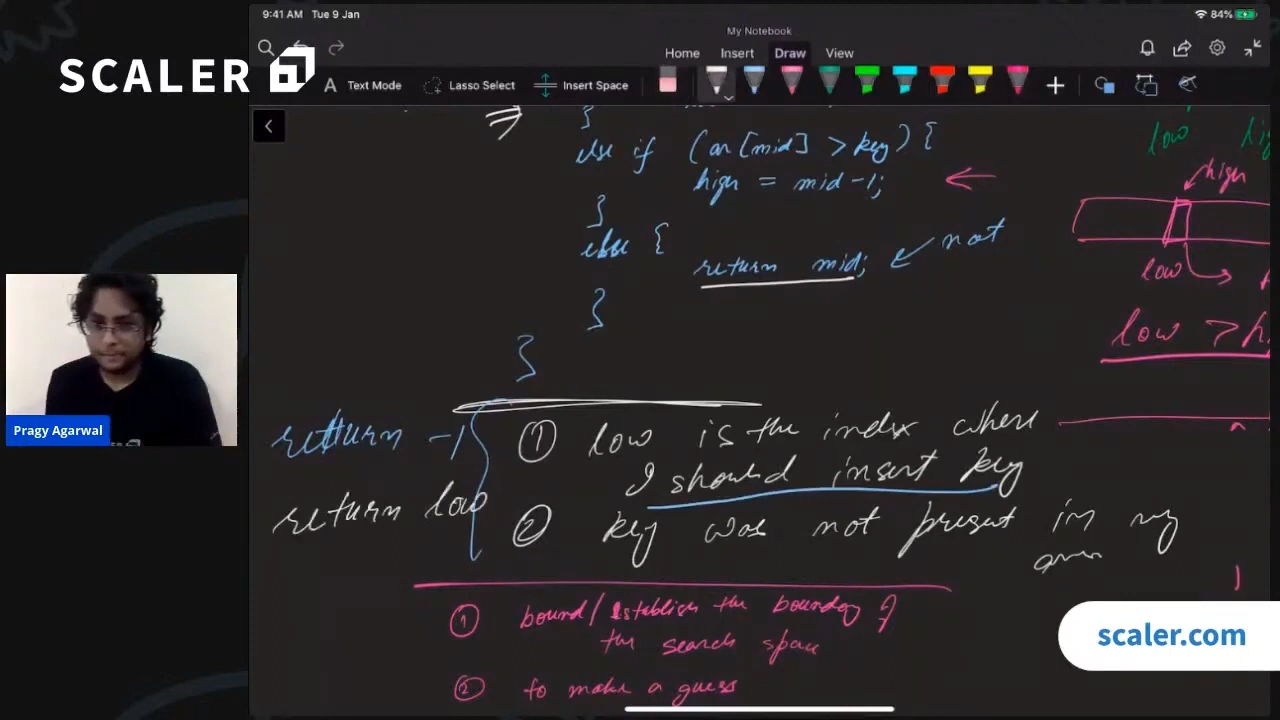 9:41 AM Tue 9 Jan
84%
My Notebook
SCALER
Home Insert Draw View
Text Mode Lasso Select Insert Space
}
else if (ar[mid] > key) {
high = mid-1;
}
else {
return mid; not
}
}
low
high
low
low > h
return -1
return low
① low is the index where
I should insert key
② key was not present in my
Pragy Agarwal
① bound/Establish the boundary of
the search space
② to make a guess
scaler.com